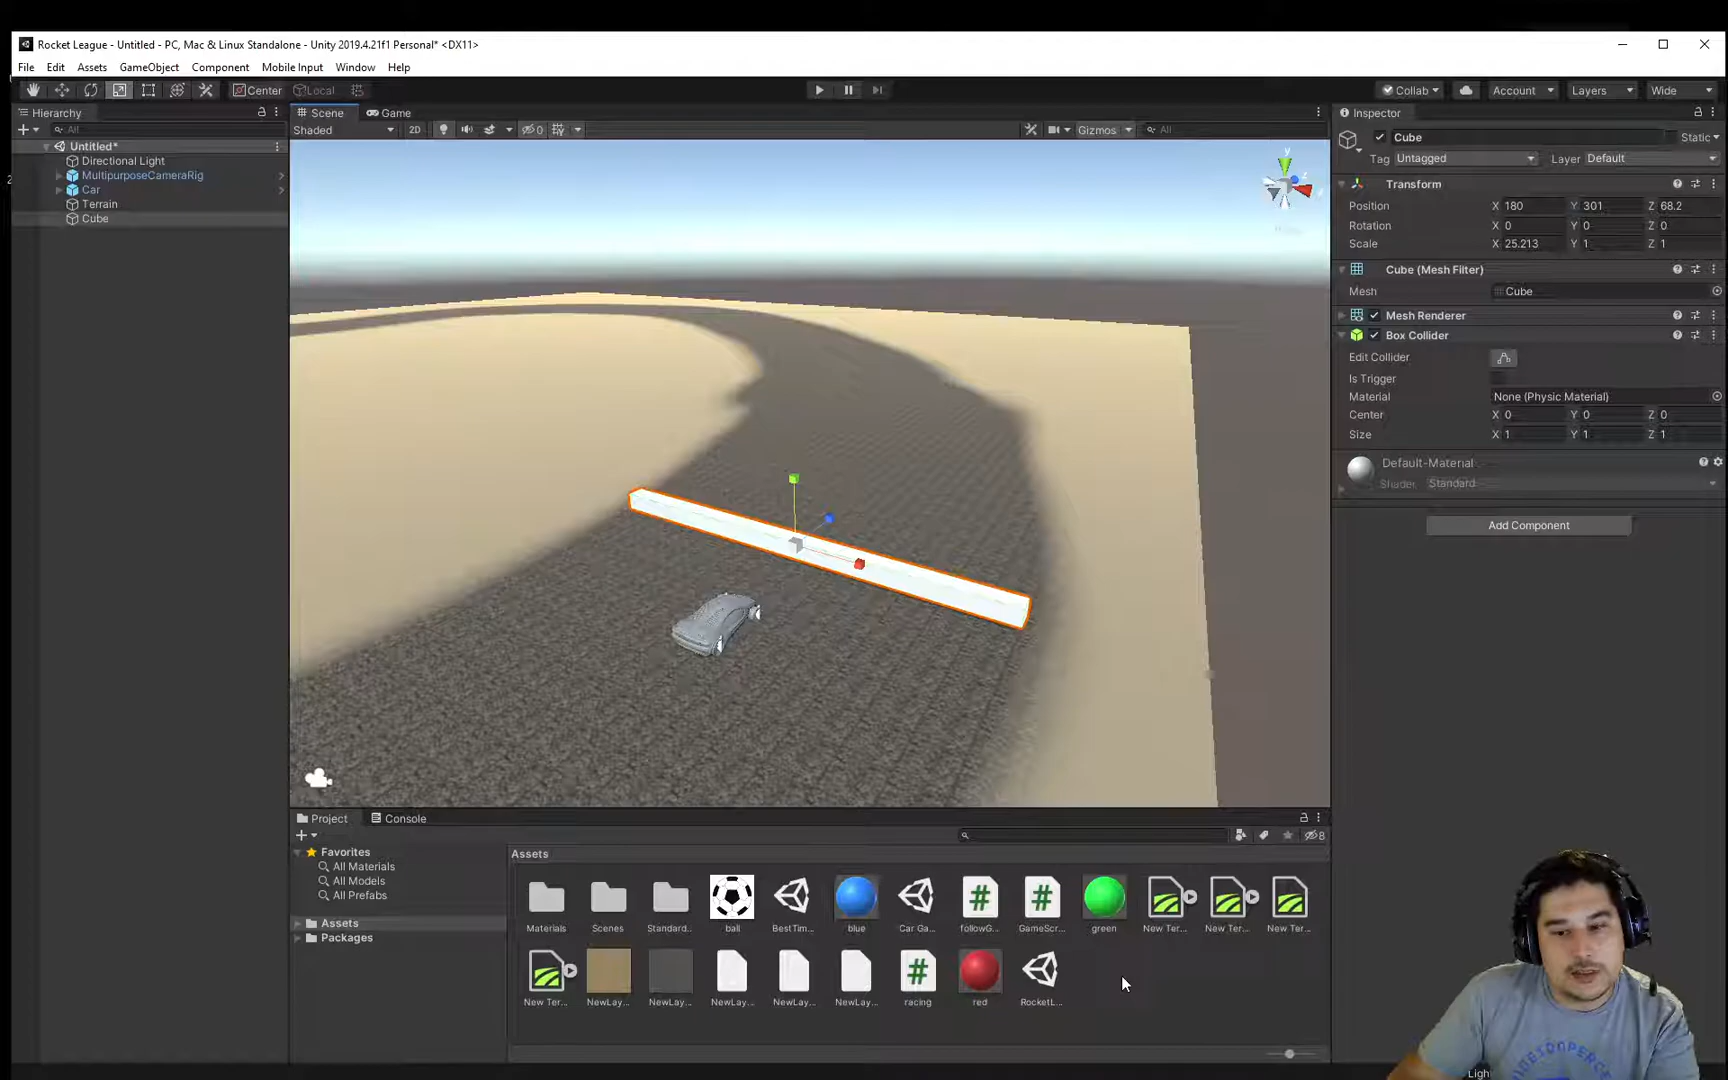 Rocket League - Untitled - PC, Mac & Linux Standalone - Unity 2019.4.21f1 Personal* <DX11>
File Edit Assets GameObject Component Mobile Input Window Help
Center Local Collab Account Layers Wide
Hierarchy Scene Game Inspector
All Shaded 2D 0 Gizmos All
Untitled*
Directional Light
MultipurposeCameraRig
Car
Terrain
Cube
Cube Static
Tag Untagged Layer Default
Transform
Position X 180 Y 301 Z 68.2
Rotation X 0 Y 0 Z 0
Scale X 25.213 Y 1 Z 1
Cube (Mesh Filter)
Mesh Cube
Mesh Renderer
Box Collider
Edit Collider
Is Trigger
Material None (Physic Material)
Center X 0 Y 0 Z 0
Size X 1 Y 1 Z 1
Default-Material
Shader Standard
Add Component
y
Project Console
8
Favorites
All Materials
All Models
All Prefabs
Assets
Packages
Assets
Materials Scenes Standard.. ball BestTim... blue Car Ga... followG... GameScr... green New Ter... New Ter... New Ter...
New Ter... NewLay... NewLay... NewLay... NewLay... NewLay... racing red RocketL...